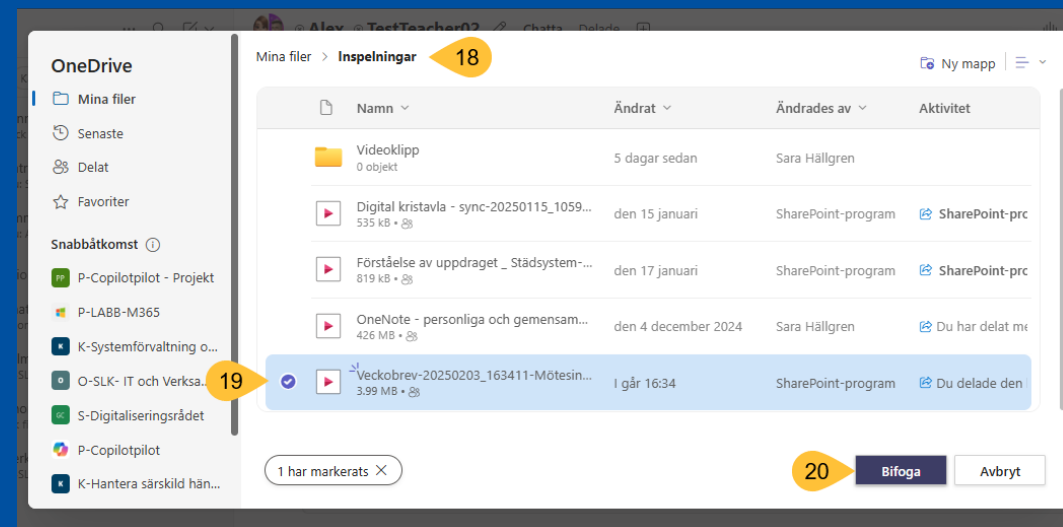 Alex
TestTeacher02
Chatta
Delade
OneDrive
Mina filer
Senaste
Delat
Favoriter
Snabbåtkomst
PP
P-Copilotpilot - Projekt
P-LABB-M365
K
K-Systemförvaltning o...
O
O-SLK- IT och Verksa...
GC
S-Digitaliseringsrådet
P-Copilotpilot
K
K-Hantera särskild hän...
Mina filer > Inspelningar
18
Ny mapp
Namn
Ändrat
Ändrades av
Aktivitet
Videoklipp
0 objekt
5 dagar sedan
Sara Hällgren
Digital kristavla - sync-20250115_1059...
535 kB •
den 15 januari
SharePoint-program
SharePoint-prc
Förståelse av uppdraget _ Städsystem-...
819 kB •
den 17 januari
SharePoint-program
SharePoint-prc
OneNote - personliga och gemensam...
426 MB •
den 4 december 2024
Sara Hällgren
Du har delat me
19
Veckobrev-20250203_163411-Mötesin...
3.99 MB •
I går 16:34
SharePoint-program
Du delade den
1 har markerats
20
Bifoga
Avbryt